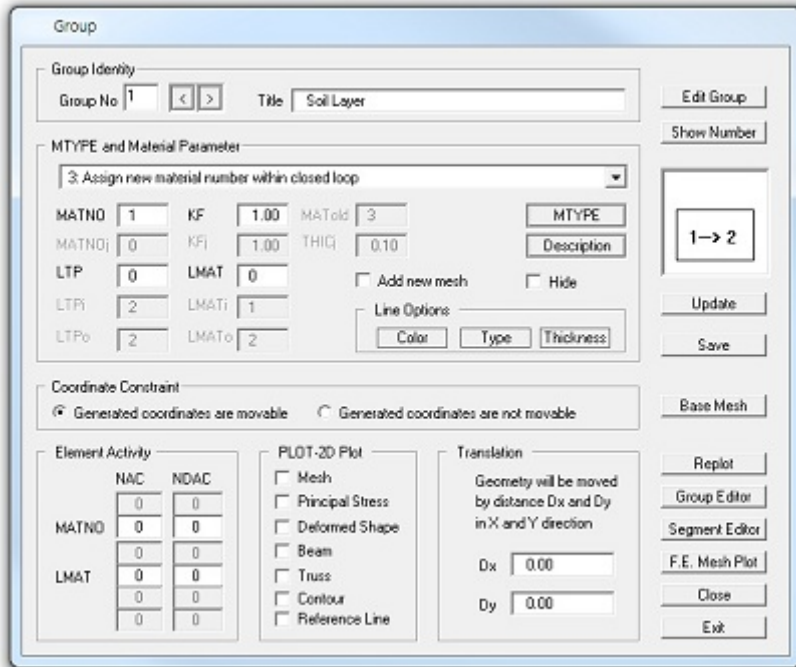 Group
Group Identity
Group No 1 < > Title Soil Layer
Edit Group
Show Number
MTYPE and Material Parameter
3: Assign new material number within closed loop
MATNO 1 KF 1.00 MATold 3 MTYPE
MATNOj 0 KFj 1.00 THICj 0.10 Description
LTP 0 LMAT 0 Add new mesh Hide
LTPi 2 LMATi 1 Line Options
LTPo 2 LMATo 2 Color Type Thickness
1--> 2
Update
Save
Coordinate Constraint
Generated coordinates are movable Generated coordinates are not movable
Base Mesh
Element Activity
NAC NDAC
0 0
MATNO 0 0
0 0
LMAT 0 0
0 0
0 0
PLOT-2D Plot
Mesh
Principal Stress
Deformed Shape
Beam
Truss
Contour
Reference Line
Translation
Geometry will be moved
by distance Dx and Dy
in X and Y direction
Dx 0.00
Dy 0.00
Replot
Group Editor
Segment Editor
F.E. Mesh Plot
Close
Exit